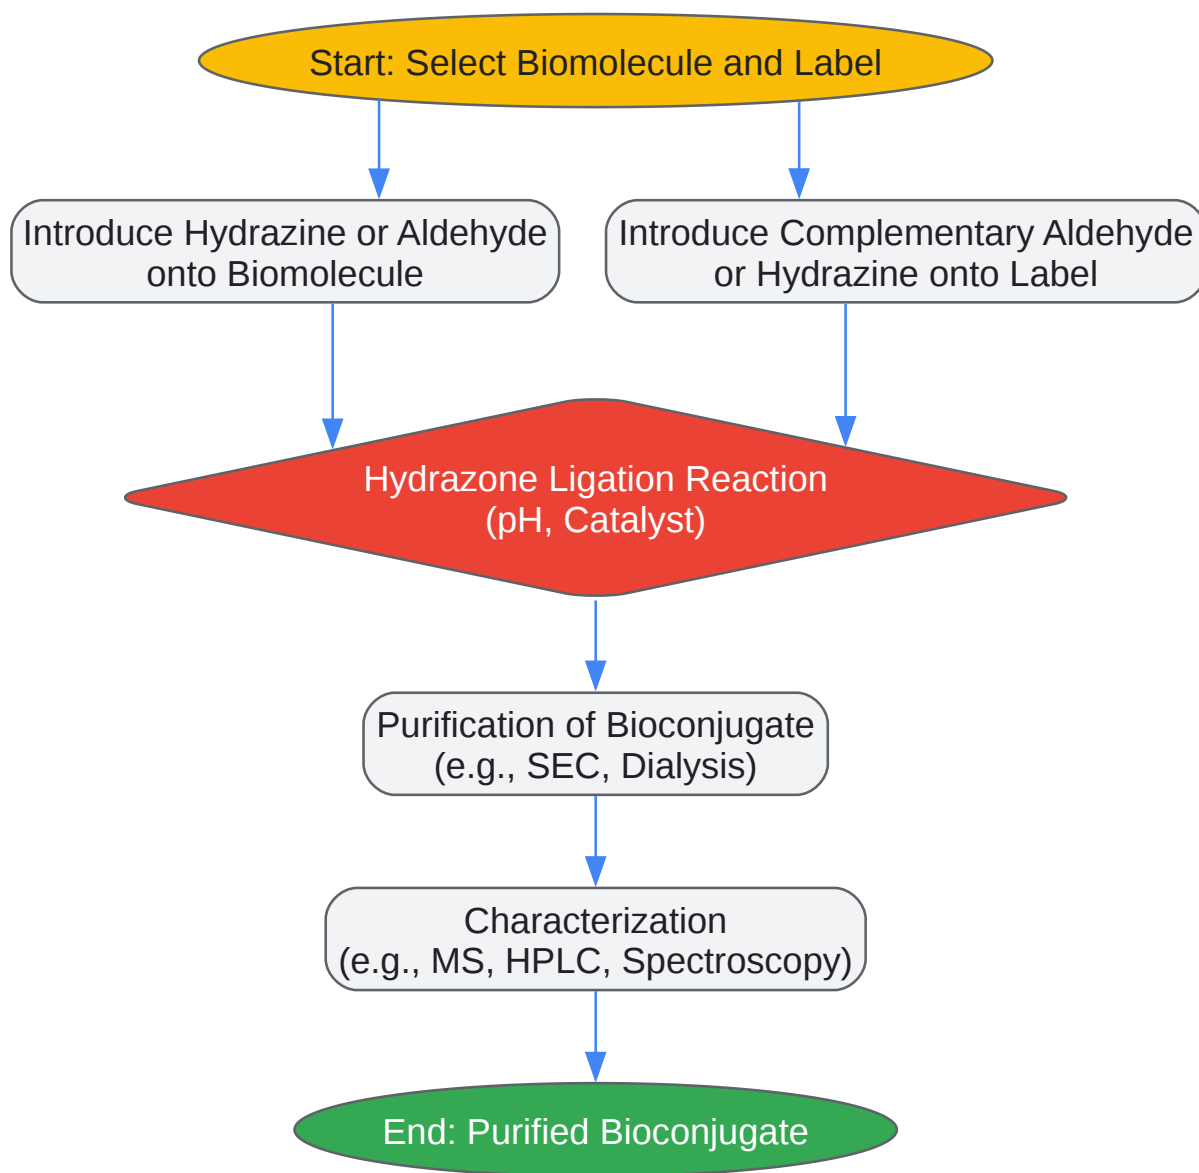 Start: Select Biomolecule and Label
Introduce Hydrazine or Aldehyde
onto Biomolecule
Introduce Complementary Aldehyde
or Hydrazine onto Label
Hydrazone Ligation Reaction
(pH, Catalyst)
Purification of Bioconjugate
(e.g., SEC, Dialysis)
Characterization
(e.g., MS, HPLC, Spectroscopy)
End: Purified Bioconjugate